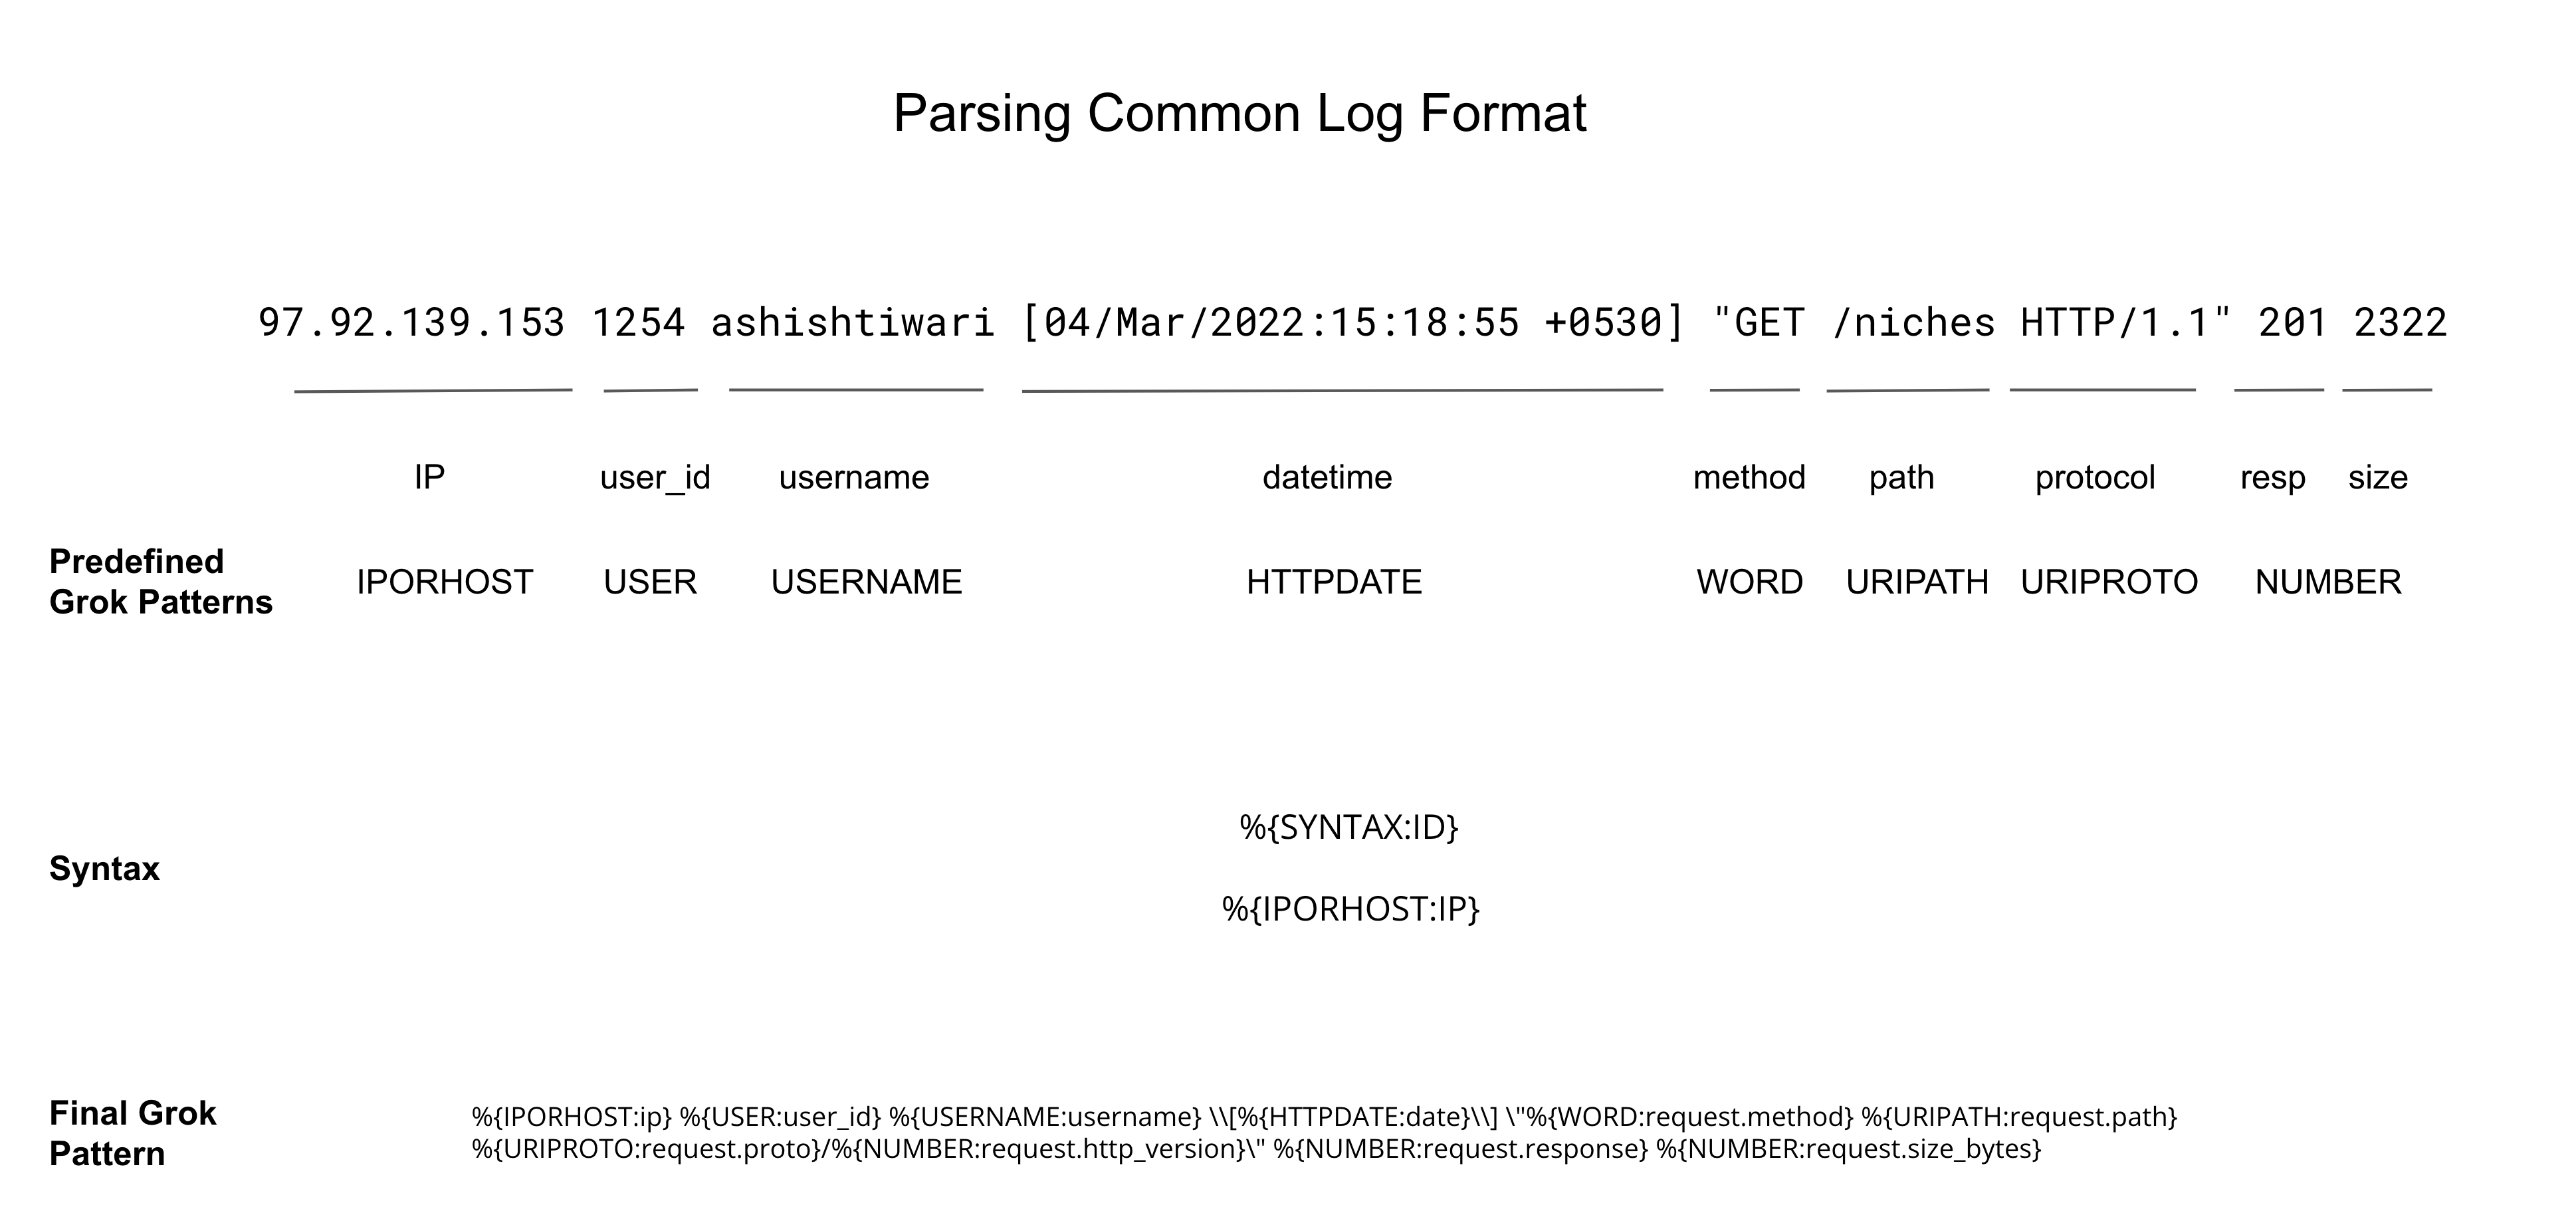 Parsing Common Log Format
97.92.139.153 1254 ashishtiwari [04/Mar/2022:15:18:55 +0530] "GET /niches HTTP/1.1" 201 2322
IP user_id username datetime method path protocol resp size
Predefined
Grok Patterns
IPORHOST USER USERNAME HTTPDATE WORD URIPATH URIPROTO NUMBER
Syntax
%{SYNTAX:ID}
%{IPORHOST:IP}
Final Grok
Pattern
%{IPORHOST:ip} %{USER:user_id} %{USERNAME:username} \\[%{HTTPDATE:date}\\] \"%{WORD:request.method} %{URIPATH:request.path}
%{URIPROTO:request.proto}/%{NUMBER:request.http_version}\" %{NUMBER:request.response} %{NUMBER:request.size_bytes}